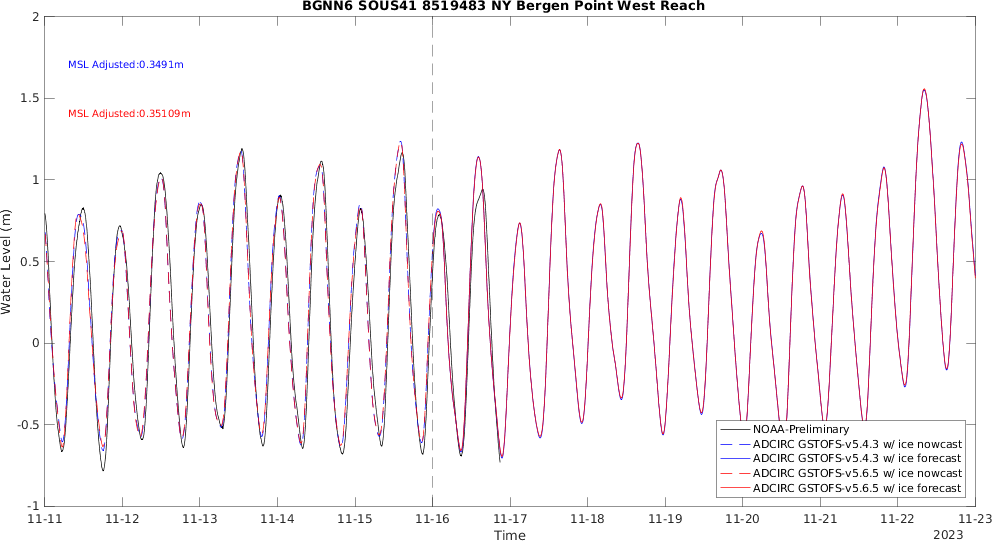 BGNN6 SOUS41 8519483 NY Bergen Point West Reach
2
1.5
1
0.5
0
-0.5
-1
Water Level (m)
MSL Adjusted:0.3491m
MSL Adjusted:0.35109m
NOAA-Preliminary
ADCIRC GSTOFS-v5.4.3 w/ ice nowcast
ADCIRC GSTOFS-v5.4.3 w/ ice forecast
ADCIRC GSTOFS-v5.6.5 w/ ice nowcast
ADCIRC GSTOFS-v5.6.5 w/ ice forecast
11-11 11-12 11-13 11-14 11-15 11-16 11-17 11-18 11-19 11-20 11-21 11-22 11-23
Time
2023